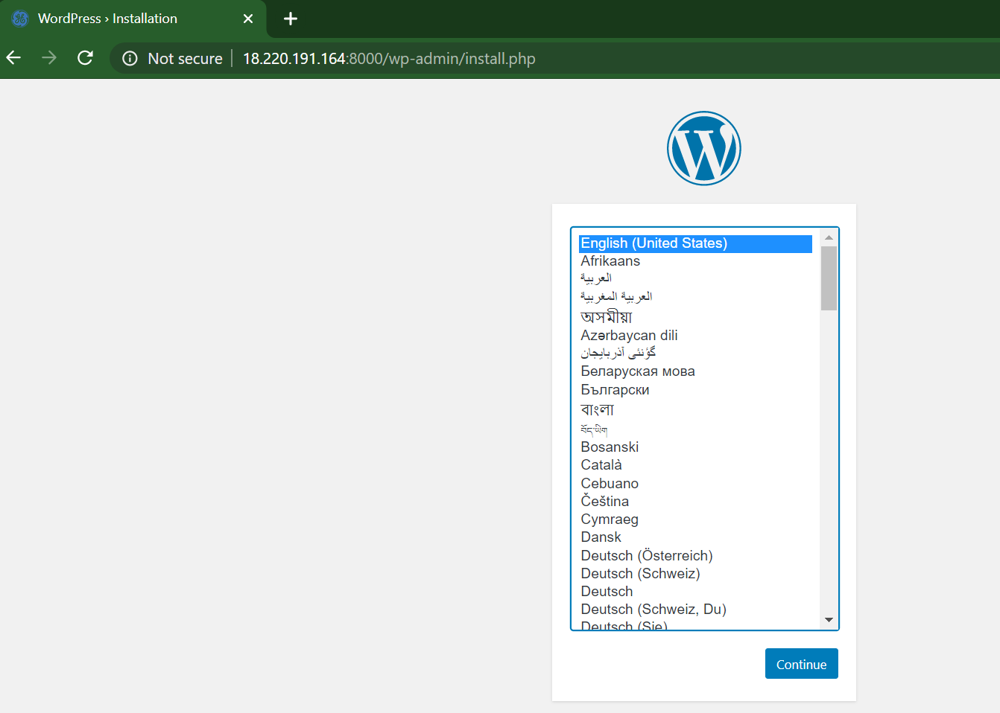 WordPress › Installation
Not secure
18.220.191.164:8000/wp-admin/install.php
English (United States)
Afrikaans
العربية
العربية المغربية
অসমীয়া
Azərbaycan dili
گؤنئی آذربایجان
Беларуская мова
Български
বাংলা
བོད་ཡིག
Bosanski
Català
Cebuano
Čeština
Cymraeg
Dansk
Deutsch (Österreich)
Deutsch (Schweiz)
Deutsch
Deutsch (Schweiz, Du)
Deutsch (Sie)
Continue